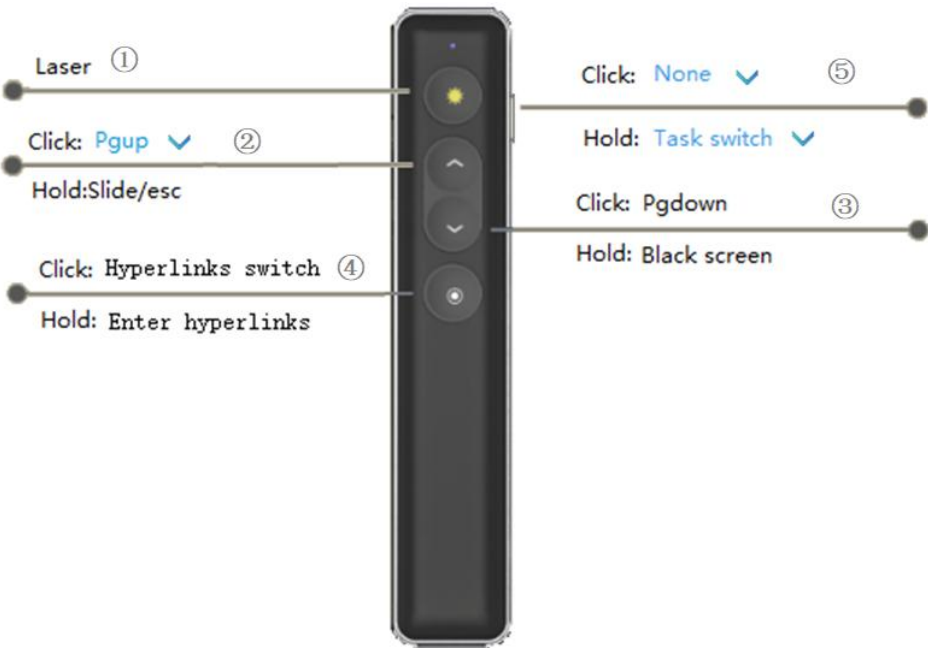 Laser ①
Click: Pgup ②
Hold:Slide/esc
Click: Hyperlinks switch ④
Hold: Enter hyperlinks
Click: None ⑤
Hold: Task switch
Click: Pgdown ③
Hold: Black screen